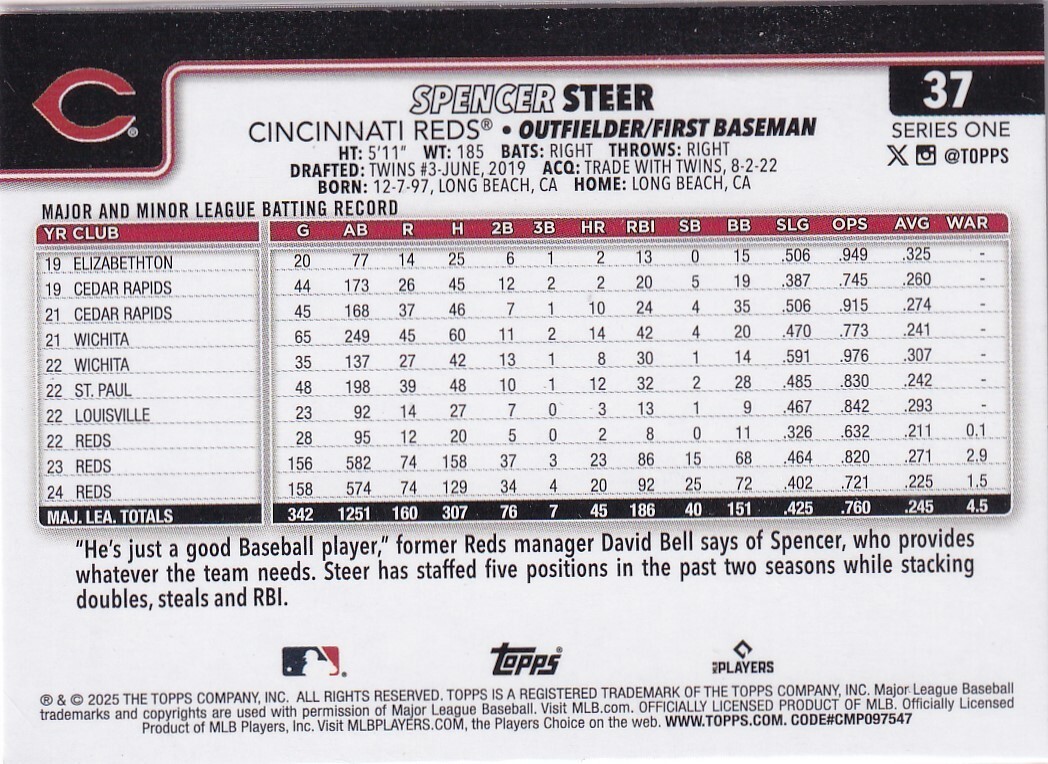 C®
37
SPENCER STEER
CINCINNATI REDS® • OUTFIELDER/FIRST BASEMAN
SERIES ONE
@TOPPS
HT: 5'11" WT: 185 BATS: RIGHT THROWS: RIGHT
DRAFTED: TWINS #3-JUNE, 2019 ACQ: TRADE WITH TWINS, 8-2-22
BORN: 12-7-97, LONG BEACH, CA HOME: LONG BEACH, CA
MAJOR AND MINOR LEAGUE BATTING RECORD
YR CLUB G AB R H 2B 3B HR RBI SB BB SLG OPS AVG WAR
19 ELIZABETHTON 20 77 14 25 6 1 2 13 0 15 .506 .949 .325 -
19 CEDAR RAPIDS 44 173 26 45 12 2 2 20 5 19 .387 .745 .260 -
21 CEDAR RAPIDS 45 168 37 46 7 1 10 24 4 35 .506 .915 .274 -
21 WICHITA 65 249 45 60 11 2 14 42 4 20 .470 .773 .241 -
22 WICHITA 35 137 27 42 13 1 8 30 1 14 .591 .976 .307 -
22 ST. PAUL 48 198 39 48 10 1 12 32 2 28 .485 .830 .242 -
22 LOUISVILLE 23 92 14 27 7 0 3 13 1 9 .467 .842 .293 -
22 REDS 28 95 12 20 5 0 2 8 0 11 .326 .632 .211 0.1
23 REDS 156 582 74 158 37 3 23 86 15 68 .464 .820 .271 2.9
24 REDS 158 574 74 129 34 4 20 92 25 72 .402 .721 .225 1.5
MAJ. LEA. TOTALS 342 1251 160 307 76 7 45 186 40 151 .425 .760 .245 4.5
"He's just a good Baseball player," former Reds manager David Bell says of Spencer, who provides
whatever the team needs. Steer has staffed five positions in the past two seasons while stacking
doubles, steals and RBI.
Topps®
MLB PLAYERS
® & © 2025 THE TOPPS COMPANY, INC. ALL RIGHTS RESERVED. TOPPS IS A REGISTERED TRADEMARK OF THE TOPPS COMPANY, INC. Major League Baseball
trademarks and copyrights are used with permission of Major League Baseball. Visit MLB.com. OFFICIALLY LICENSED PRODUCT OF MLB. Officially Licensed
Product of MLB Players, Inc. Visit MLBPLAYERS.COM, the Players Choice on the web. WWW.TOPPS.COM. CODE#CMP097547